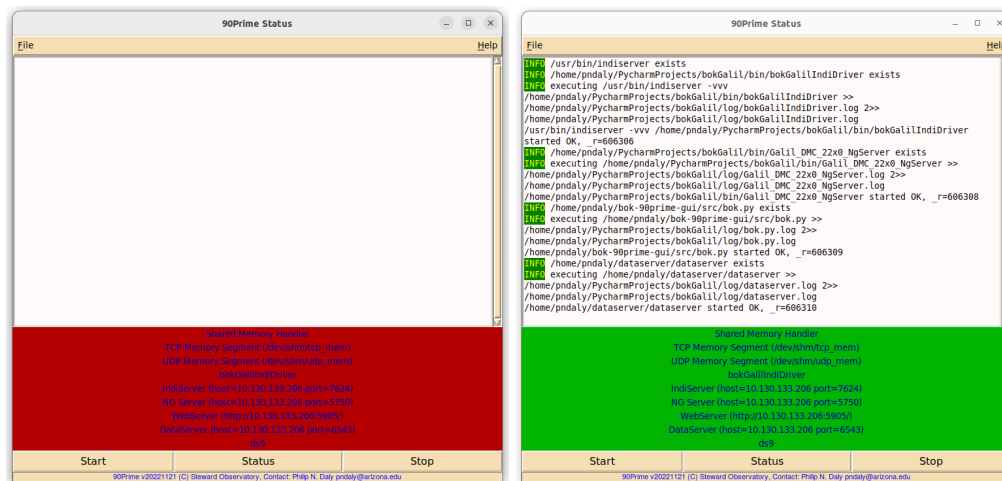 90Prime Status
File
Help
Shared Memory Handler
TCP Memory Segment (/dev/shm/tcp_mem)
UDP Memory Segment (/dev/shm/udp_mem)
bokGalilIndiDriver
IndiServer (host=10.130.133.206 port=7624)
NG Server (host=10.130.133.206 port=5750)
WebServer (http://10.130.133.206:5905/)
DataServer (host=10.130.133.206 port=6543)
ds9
Start Status Stop
90Prime v20221121 (C) Steward Observatory, Contact: Philip N. Daly pndaly@arizona.edu
90Prime Status
File
Help
INFO /usr/bin/indiserver exists
INFO /home/pndaly/PycharmProjects/bokGalil/bin/bokGalilIndiDriver exists
INFO executing /usr/bin/indiserver -vvv
/home/pndaly/PycharmProjects/bokGalil/bin/bokGalilIndiDriver >>
/home/pndaly/PycharmProjects/bokGalil/log/bokGalilIndiDriver.log 2>>
/home/pndaly/PycharmProjects/bokGalil/log/bokGalilIndiDriver.log
/usr/bin/indiserver -vvv /home/pndaly/PycharmProjects/bokGalil/bin/bokGalilIndiDriver
started OK, _r=606306
INFO /home/pndaly/PycharmProjects/bokGalil/bin/Galil_DMC_22x0_NgServer exists
INFO executing /home/pndaly/PycharmProjects/bokGalil/bin/Galil_DMC_22x0_NgServer >>
/home/pndaly/PycharmProjects/bokGalil/log/Galil_DMC_22x0_NgServer.log 2>>
/home/pndaly/PycharmProjects/bokGalil/log/Galil_DMC_22x0_NgServer.log
/home/pndaly/PycharmProjects/bokGalil/bin/Galil_DMC_22x0_NgServer started OK, _r=606308
INFO /home/pndaly/bok-90prime-gui/src/bok.py exists
INFO executing /home/pndaly/bok-90prime-gui/src/bok.py >>
/home/pndaly/PycharmProjects/bokGalil/log/bok.py.log 2>>
/home/pndaly/PycharmProjects/bokGalil/log/bok.py.log
/home/pndaly/bok-90prime-gui/src/bok.py started OK, _r=606309
INFO /home/pndaly/dataserver/dataserver exists
INFO executing /home/pndaly/dataserver/dataserver >>
/home/pndaly/PycharmProjects/bokGalil/log/dataserver.log 2>>
/home/pndaly/PycharmProjects/bokGalil/log/dataserver.log
/home/pndaly/dataserver/dataserver started OK, _r=606310
Shared Memory Handler
TCP Memory Segment (/dev/shm/tcp_mem)
UDP Memory Segment (/dev/shm/udp_mem)
bokGalilIndiDriver
IndiServer (host=10.130.133.206 port=7624)
NG Server (host=10.130.133.206 port=5750)
WebServer (http://10.130.133.206:5905/)
DataServer (host=10.130.133.206 port=6543)
ds9
Start Status Stop
90Prime v20221121 (C) Steward Observatory, Contact: Philip N. Daly pndaly@arizona.edu